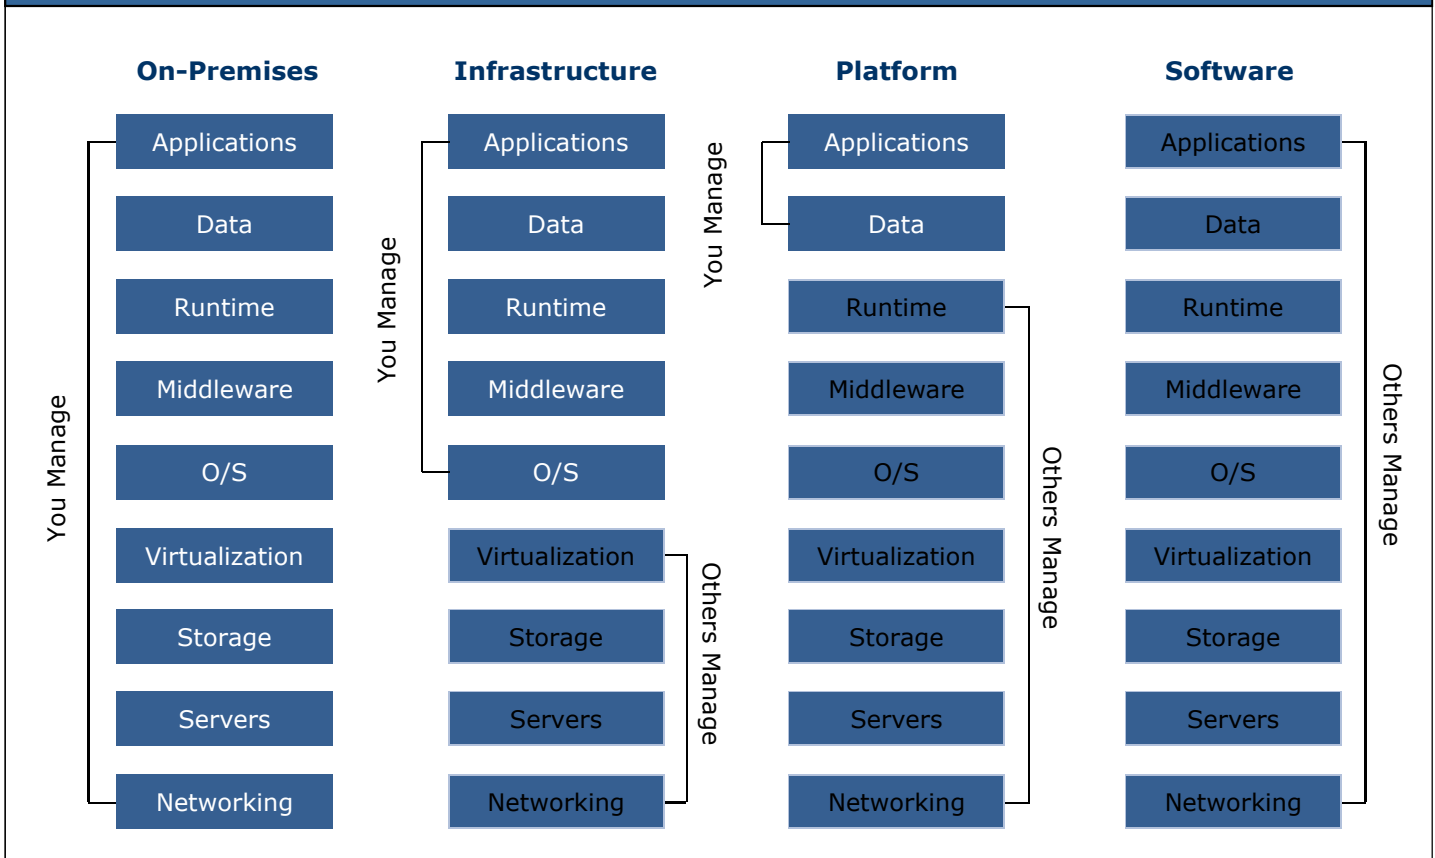 On-Premises
Infrastructure
Platform
Software
Applications
Data
Runtime
Middleware
O/S
Virtualization
Storage
Servers
Networking
You Manage
Applications
Data
Runtime
Middleware
O/S
Virtualization
Storage
Servers
Networking
You Manage
Others Manage
Applications
Data
Runtime
Middleware
O/S
Virtualization
Storage
Servers
Networking
You Manage
Others Manage
Applications
Data
Runtime
Middleware
O/S
Virtualization
Storage
Servers
Networking
Others Manage